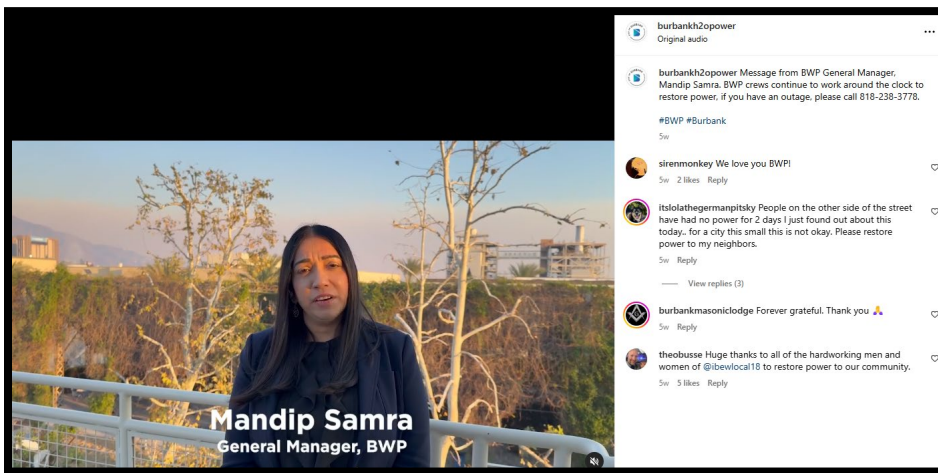 burbankh2opower
Original audio
burbankh2opower Message from BWP General Manager,
Mandip Samra. BWP crews continue to work around the clock to
restore power, if you have an outage, please call 818-238-3778.
#BWP #Burbank
5w
sirenmonkey We love you BWP!
5w 2 likes Reply
itslolathegermanpitsky People on the other side of the street
have had no power for 2 days I just found out about this
today.. for a city this small this is not okay. Please restore
power to my neighbors.
5w Reply
View replies (3)
burbankmasoniclodge Forever grateful. Thank you 🙏
5w Reply
theobusse Huge thanks to all of the hardworking men and
women of @ibewlocal18 to restore power to our community.
5w 5 likes Reply
Mandip Samra
General Manager, BWP